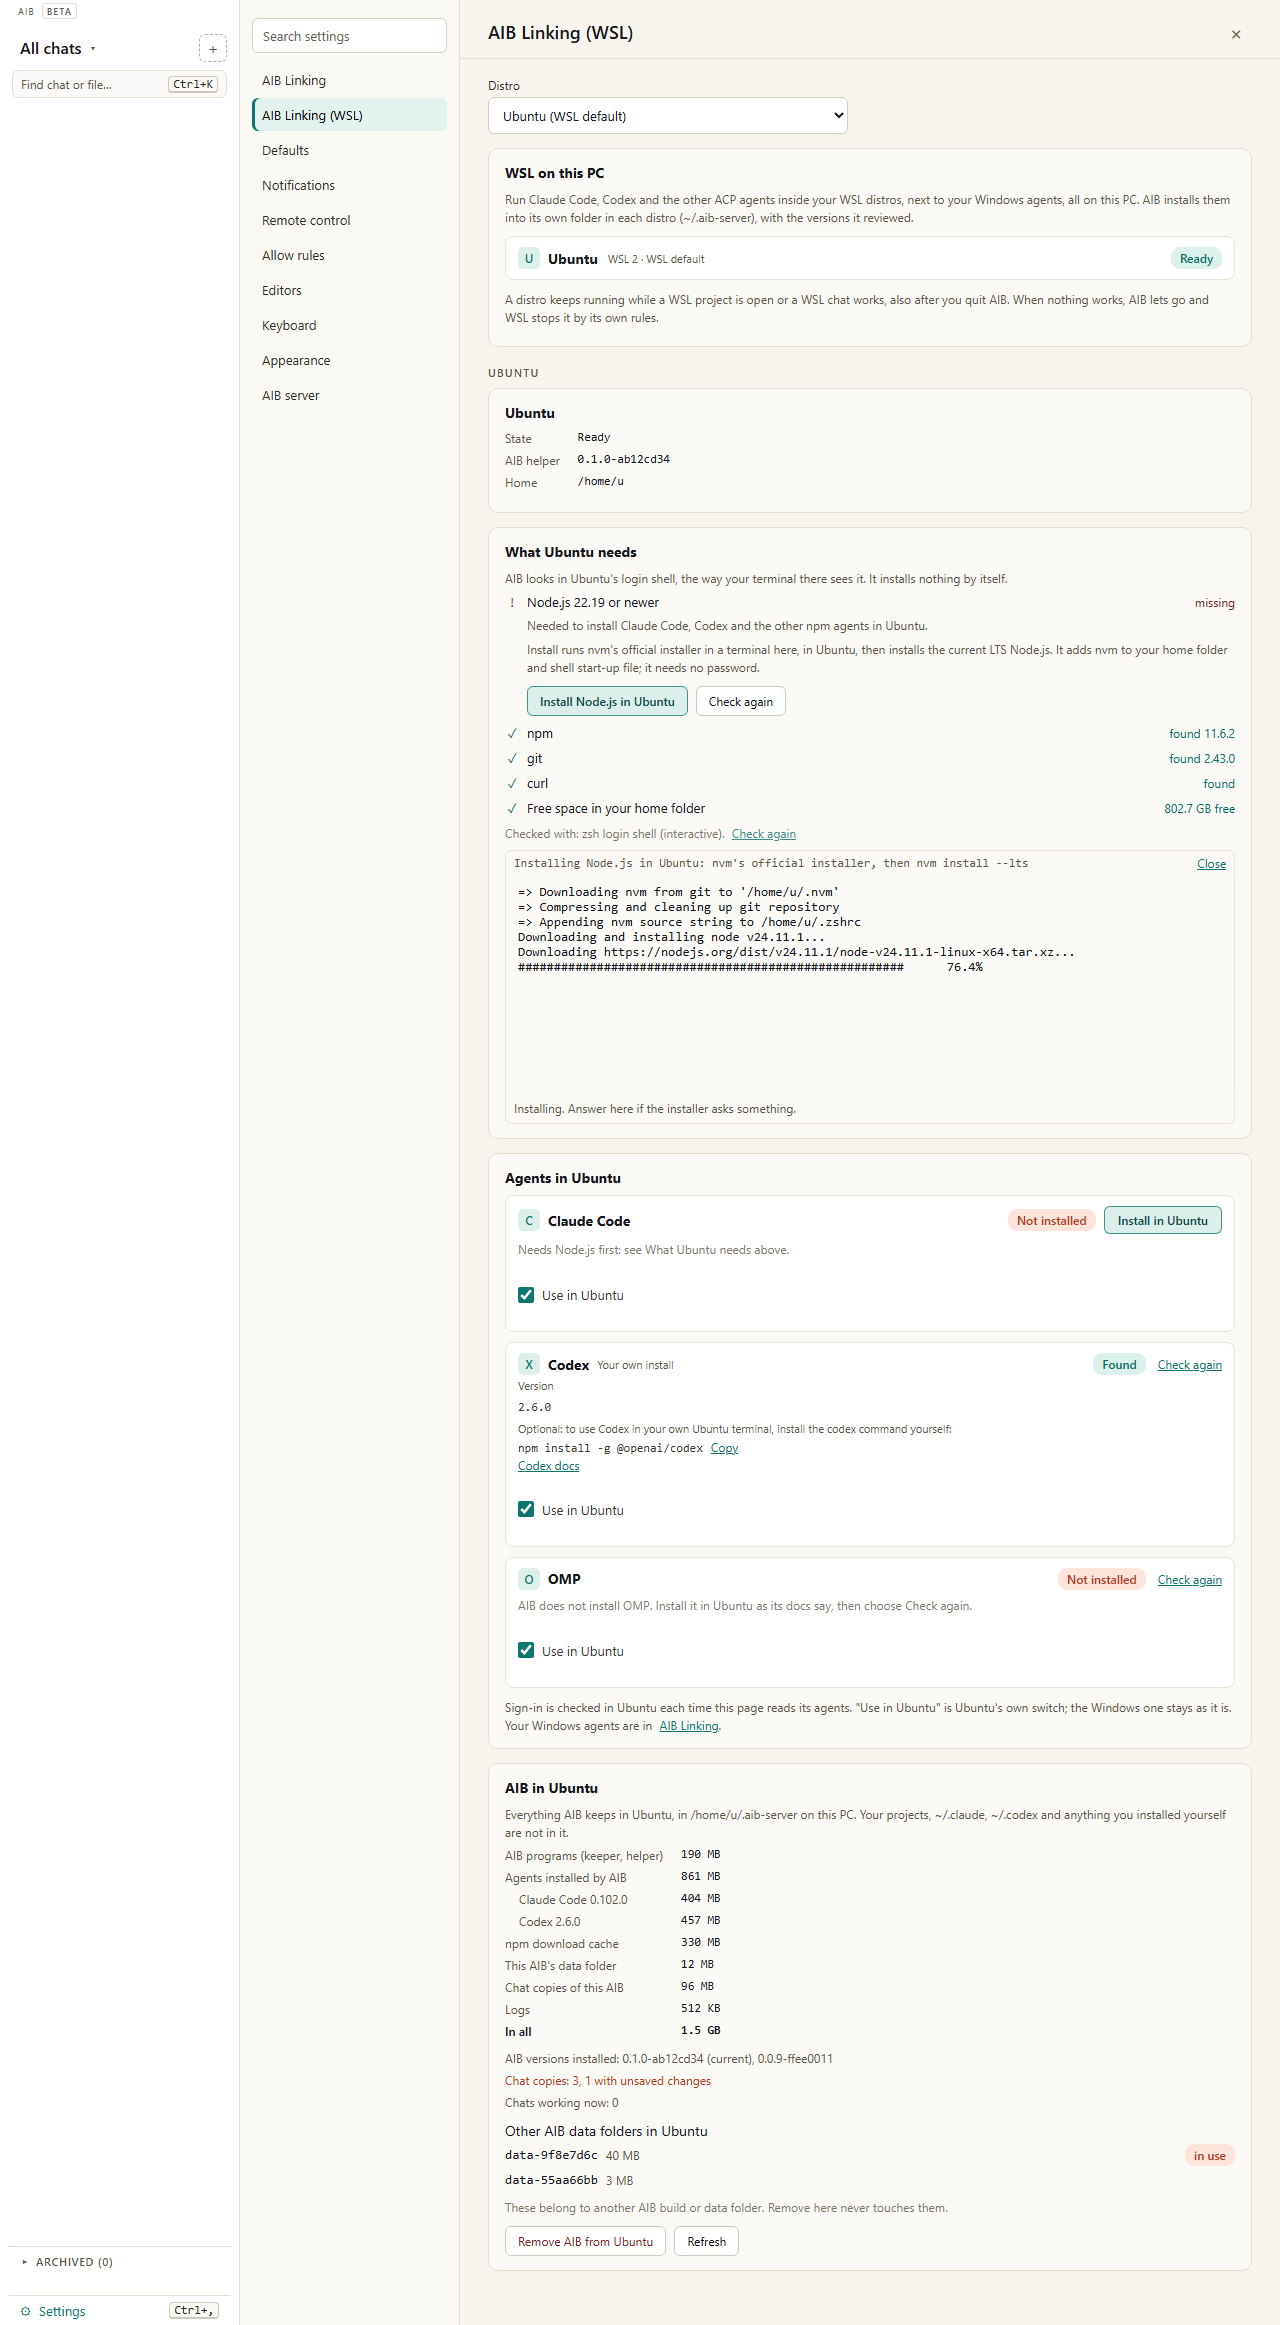 AIB BETA
All chats
+
Find chat or file... Ctrl+K
ARCHIVED (0)
Settings Ctrl+,
Search settings
AIB Linking
AIB Linking (WSL)
Defaults
Notifications
Remote control
Allow rules
Editors
Keyboard
Appearance
AIB server
AIB Linking (WSL) ×
Distro
Ubuntu (WSL default)
WSL on this PC
Run Claude Code, Codex and the other ACP agents inside your WSL distros, next to your Windows agents, all on this PC. AIB installs them
into its own folder in each distro (~/.aib-server), with the versions it reviewed.
U Ubuntu WSL 2 · WSL default Ready
A distro keeps running while a WSL project is open or a WSL chat works, also after you quit AIB. When nothing works, AIB lets go and
WSL stops it by its own rules.
UBUNTU
Ubuntu
State Ready
AIB helper 0.1.0-ab12cd34
Home /home/u
What Ubuntu needs
AIB looks in Ubuntu's login shell, the way your terminal there sees it. It installs nothing by itself.
! Node.js 22.19 or newer missing
Needed to install Claude Code, Codex and the other npm agents in Ubuntu.
Install runs nvm's official installer in a terminal here, in Ubuntu, then installs the current LTS Node.js. It adds nvm to your home folder
and shell start-up file; it needs no password.
Install Node.js in Ubuntu Check again
✓ npm found 11.6.2
✓ git found 2.43.0
✓ curl found
✓ Free space in your home folder 802.7 GB free
Checked with: zsh login shell (interactive). Check again
Installing Node.js in Ubuntu: nvm's official installer, then nvm install --lts Close
=> Downloading nvm from git to '/home/u/.nvm'
=> Compressing and cleaning up git repository
=> Appending nvm source string to /home/u/.zshrc
Downloading and installing node v24.11.1...
Downloading https://nodejs.org/dist/v24.11.1/node-v24.11.1-linux-x64.tar.xz...
###################################################### 76.4%
Installing. Answer here if the installer asks something.
Agents in Ubuntu
C Claude Code Not installed Install in Ubuntu
Needs Node.js first: see What Ubuntu needs above.
Use in Ubuntu
X Codex Your own install Found Check again
Version
2.6.0
Optional: to use Codex in your own Ubuntu terminal, install the codex command yourself:
npm install -g @openai/codex Copy
Codex docs
Use in Ubuntu
O OMP Not installed Check again
AIB does not install OMP. Install it in Ubuntu as its docs say, then choose Check again.
Use in Ubuntu
Sign-in is checked in Ubuntu each time this page reads its agents. "Use in Ubuntu" is Ubuntu's own switch; the Windows one stays as it is.
Your Windows agents are in AIB Linking.
AIB in Ubuntu
Everything AIB keeps in Ubuntu, in /home/u/.aib-server on this PC. Your projects, ~/.claude, ~/.codex and anything you installed yourself
are not in it.
AIB programs (keeper, helper) 190 MB
Agents installed by AIB 861 MB
Claude Code 0.102.0 404 MB
Codex 2.6.0 457 MB
npm download cache 330 MB
This AIB's data folder 12 MB
Chat copies of this AIB 96 MB
Logs 512 KB
In all 1.5 GB
AIB versions installed: 0.1.0-ab12cd34 (current), 0.0.9-ffee0011
Chat copies: 3, 1 with unsaved changes
Chats working now: 0
Other AIB data folders in Ubuntu
data-9f8e7d6c 40 MB in use
data-55aa66bb 3 MB
These belong to another AIB build or data folder. Remove here never touches them.
Remove AIB from Ubuntu Refresh